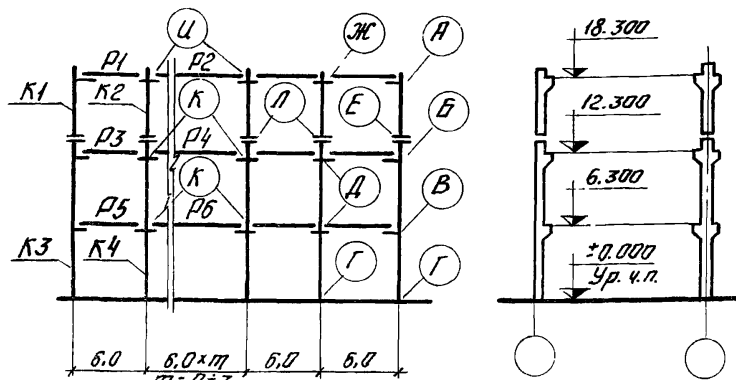 И Ж А
Р1 Р2 18.300
К1 К2 К Л Е Б 12.300
Р3 Р4
К Д В 6.300
Р5 Р6
К3 К4 Г Г ±0.000
Ур. ч.п.
6,0 6,0×m 6,0 6,0